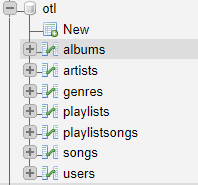 otl
New
albums
artists
genres
playlists
playlistsongs
songs
users